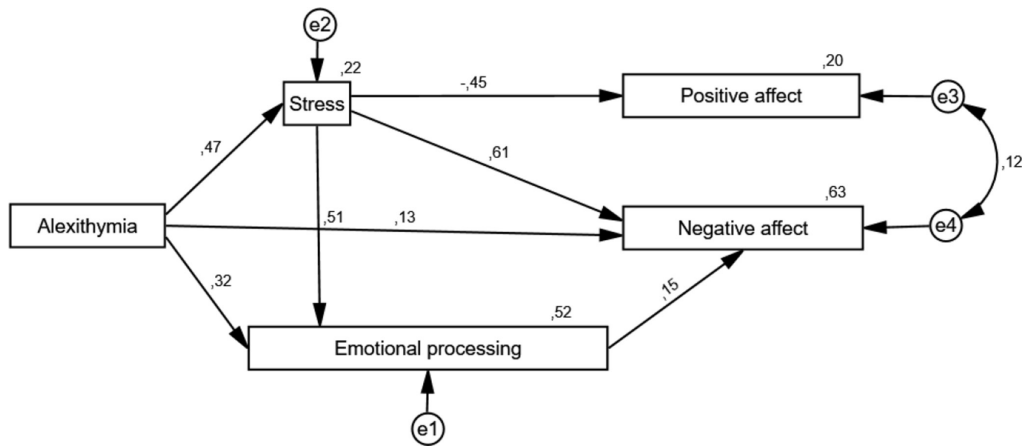 e2
,22
,20
Stress
-,45
Positive affect
e3
,47
,61
,12
,63
Alexithymia
,51
,13
Negative affect
e4
,32
,15
,52
Emotional processing
e1